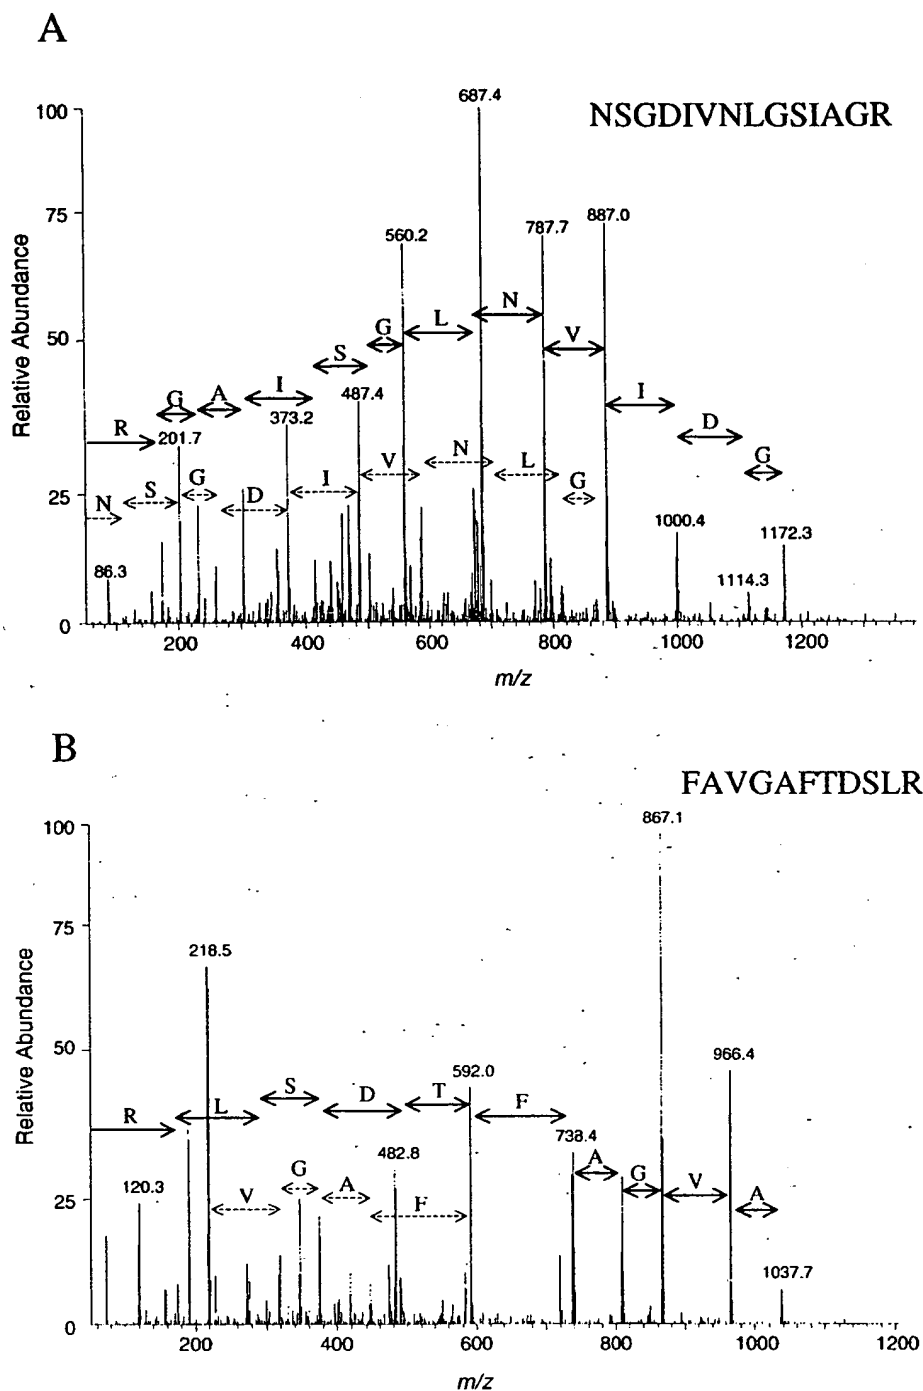 A
100
687.4
NSGDIVNLGSIAGR
75
887.0
787.7
560.2
Relative Abundance
N
50
L
G
V
S
I
I
A
487.4
G
373.2
D
R
201.7
G
N
V
L
I
G
S
D
G
N
25
1000.4
1172.3
86.3
1114.3
0
200 400 600 800 1000 1200
m/z
B
FAVGAFTDSLR
867.1
100
75
218.5
Relative Abundance
50
966.4
592.0
S
D
T
F
L
R
738.4
482.8
A
G
G
V
A
120.3
A
V
F
25
1037.7
0
200 400 600 800 1000 1200
m/z